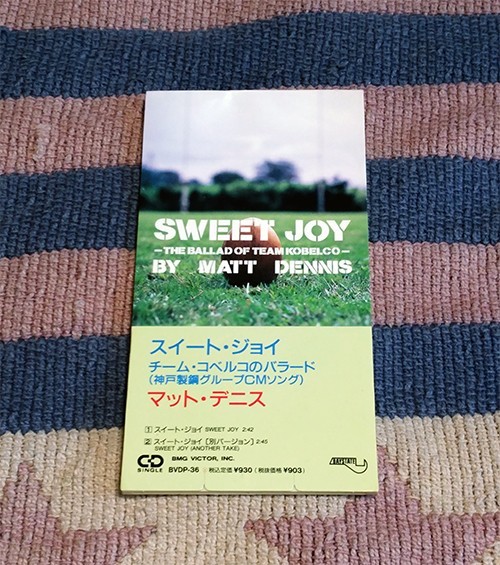 SWEET JOY
-THE BALLAD OF TEAM KOBELCO-
BY MATT DENNIS
スイート・ジョイ
チーム・コベルコのバラード
(神戸製鋼グループCMソング)
マット・デニス
1 スイート・ジョイ SWEET JOY 2:42
2 スイート・ジョイ [別バージョン] 2:45
SWEET JOY (ANOTHER TAKE)
CD SINGLE
BMG VICTOR, INC.
BVDP-36 (税込定価 ¥930 (税抜価格 ¥903)
BAYSTATE